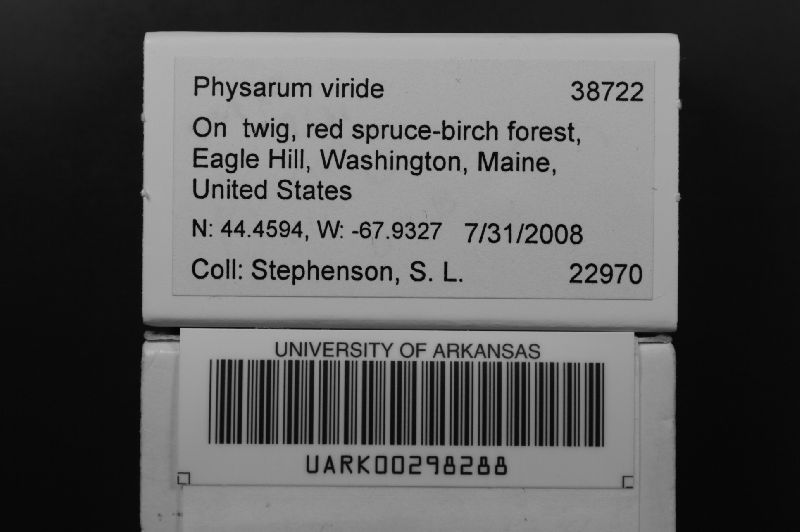 Physarum viride 38722
On twig, red spruce-birch forest,
Eagle Hill, Washington, Maine,
United States
N: 44.4594, W: -67.9327 7/31/2008
Coll: Stephenson, S. L. 22970
UNIVERSITY OF ARKANSAS
UARK00298288